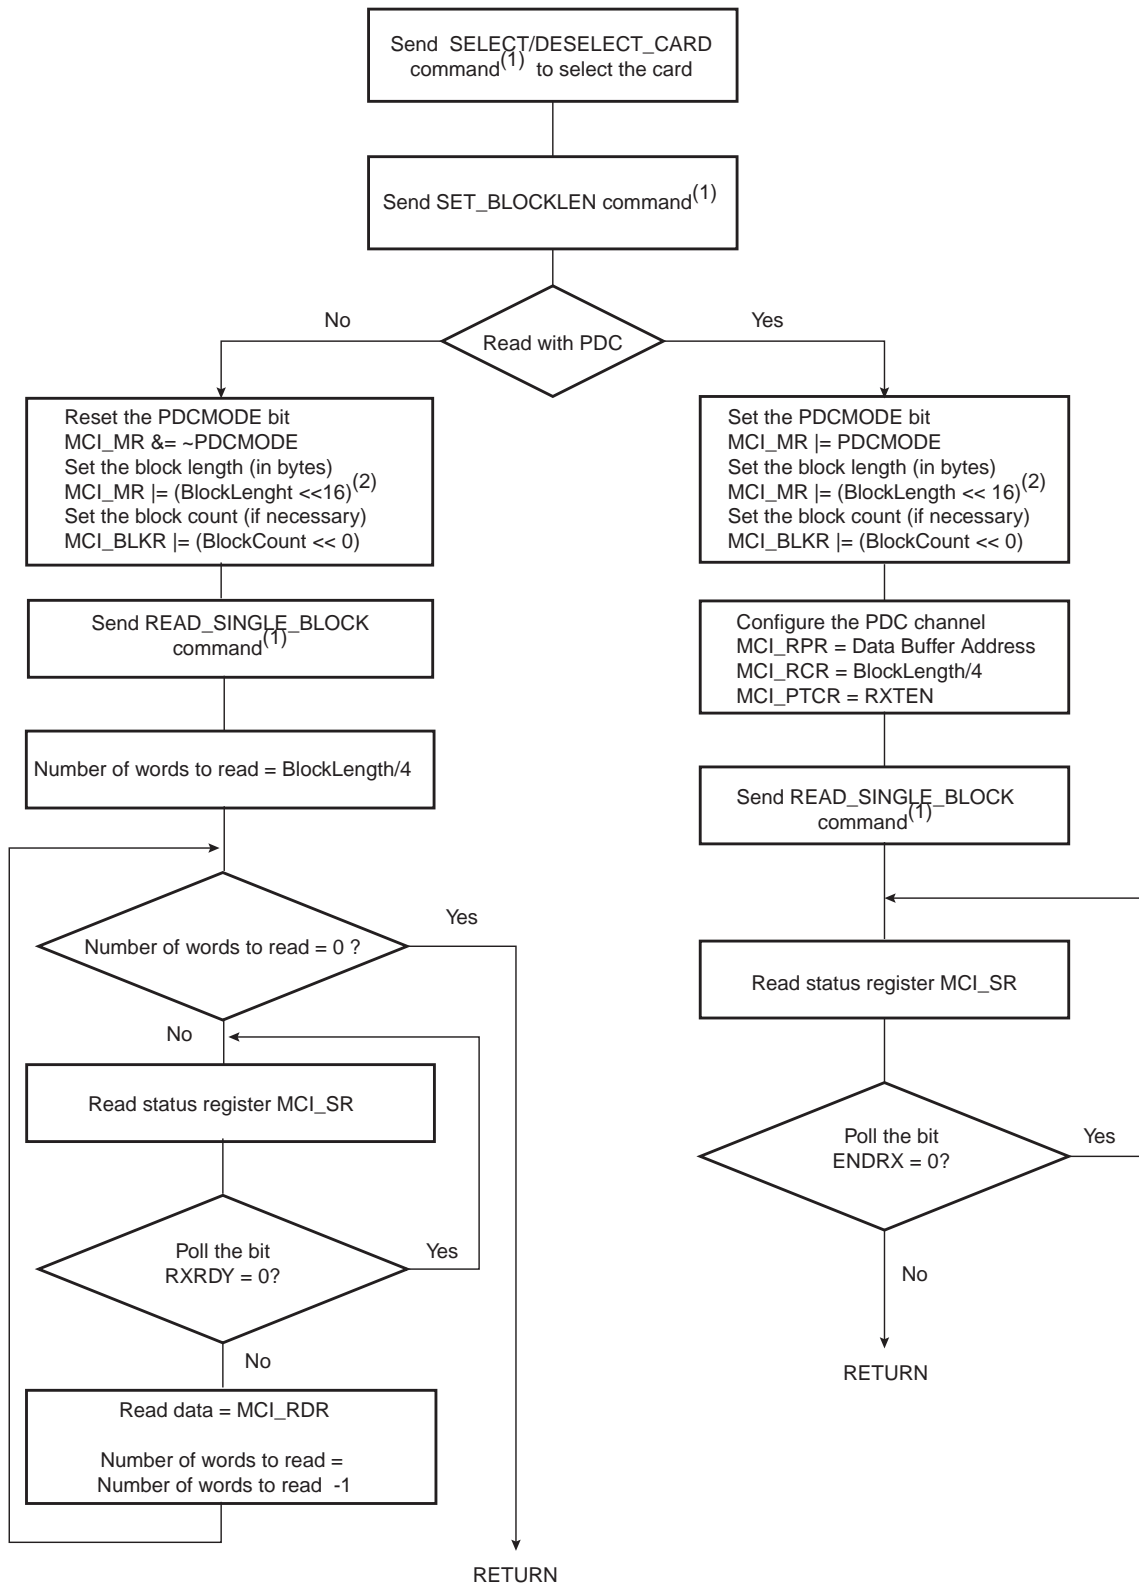 Send SELECT/DESELECT_CARD
command(1) to select the card
Send SET_BLOCKLEN command(1)
No
Yes
Read with PDC
Reset the PDCMODE bit
MCI_MR &= ~PDCMODE
Set the block length (in bytes)
MCI_MR |= (BlockLenght <<16)(2)
Set the block count (if necessary)
MCI_BLKR |= (BlockCount << 0)
Send READ_SINGLE_BLOCK
command(1)
Number of words to read = BlockLength/4
Number of words to read = 0 ?
Yes
No
Read status register MCI_SR
Poll the bit
RXRDY = 0?
Yes
No
Read data = MCI_RDR
Number of words to read =
Number of words to read -1
RETURN
Set the PDCMODE bit
MCI_MR |= PDCMODE
Set the block length (in bytes)
MCI_MR |= (BlockLength << 16)(2)
Set the block count (if necessary)
MCI_BLKR |= (BlockCount << 0)
Configure the PDC channel
MCI_RPR = Data Buffer Address
MCI_RCR = BlockLength/4
MCI_PTCR = RXTEN
Send READ_SINGLE_BLOCK
command(1)
Read status register MCI_SR
Poll the bit
ENDRX = 0?
Yes
No
RETURN